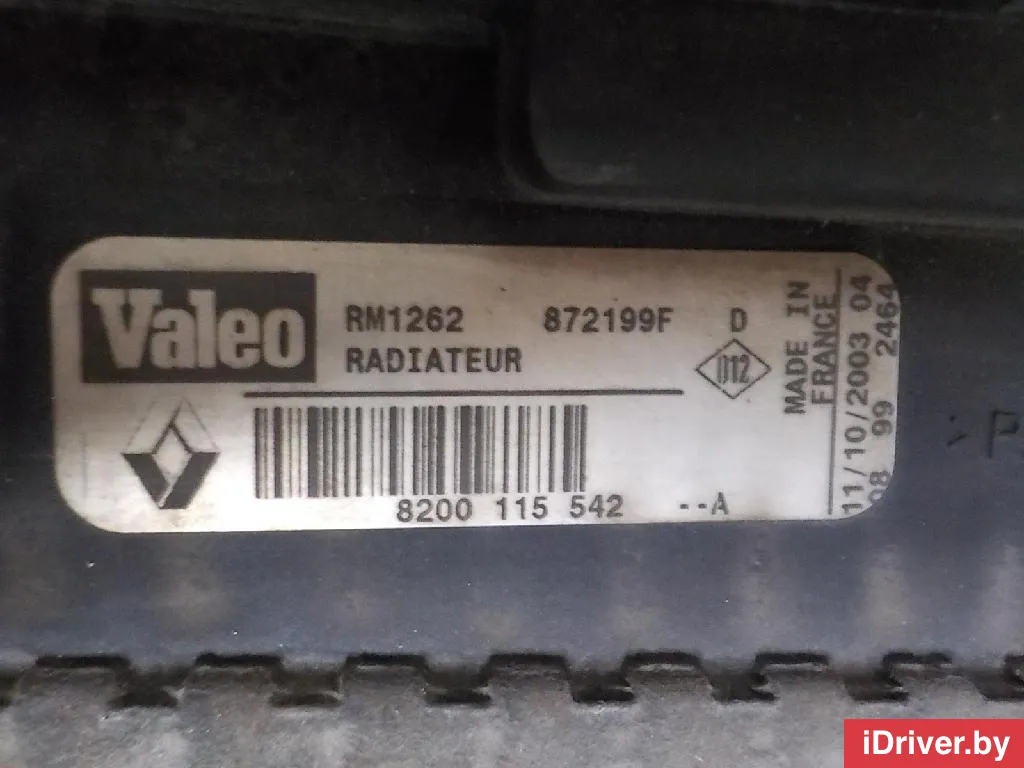 Valeo
RM1262 872199F D
RADIATEUR
D12
8200 115 542 --A
MADE IN
FRANCE
11/10/2003 04
08 99 2464
P
iDriver.by